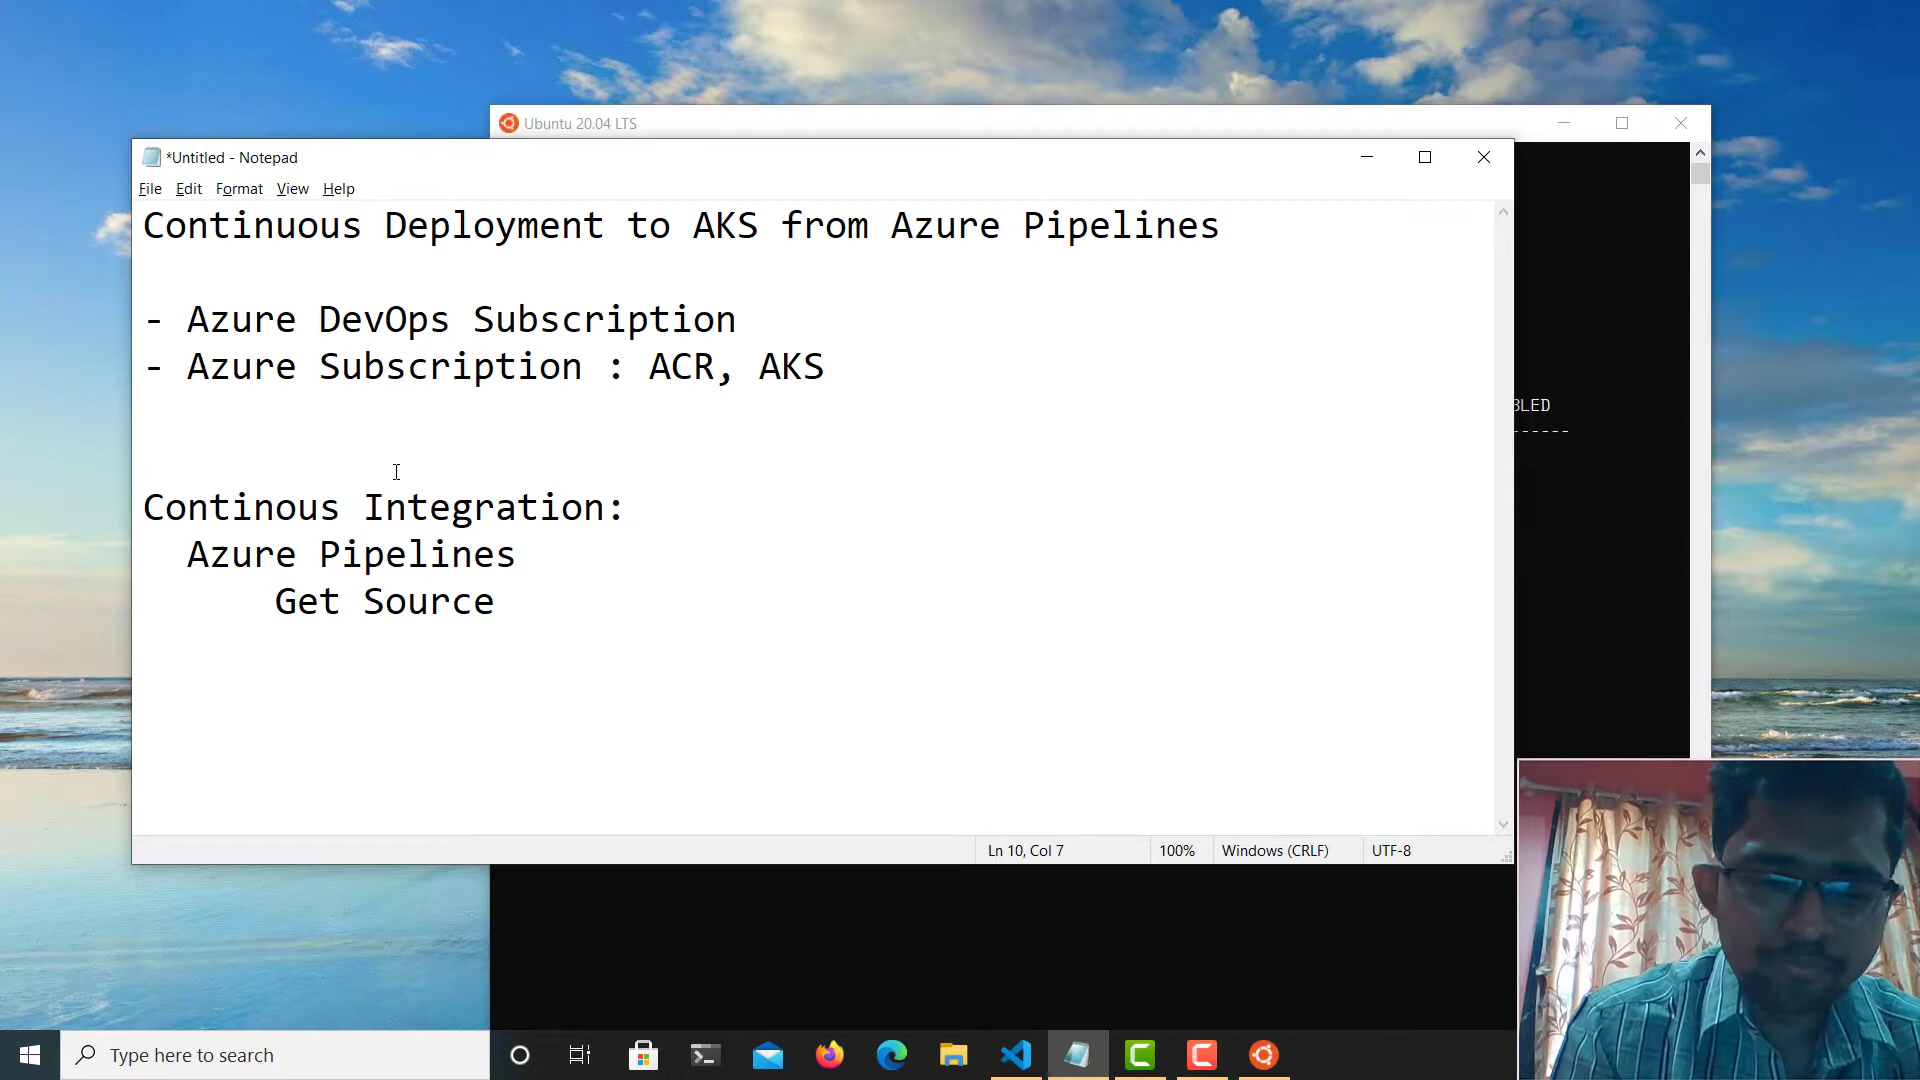 Ubuntu 20.04 LTS
*Untitled - Notepad
File Edit Format View Help
Continuous Deployment to AKS from Azure Pipelines
- Azure DevOps Subscription
- Azure Subscription : ACR, AKS
BLED
------
Continous Integration:
Azure Pipelines
Get Source
Ln 10, Col 7
100%
Windows (CRLF)
UTF-8
Type here to search